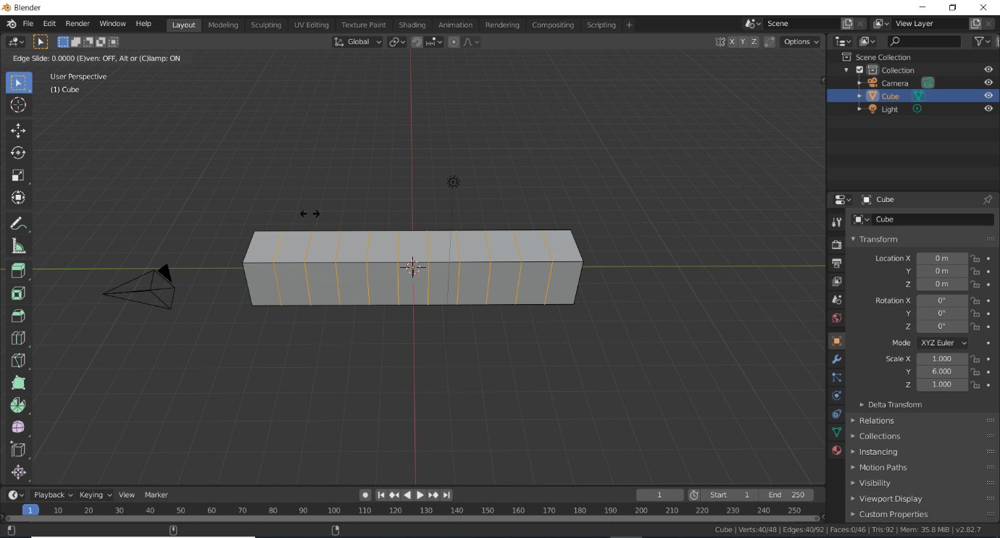 Blender
File Edit Render Window Help
Layout Modeling Sculpting UV Editing Texture Paint Shading Animation Rendering Compositing Scripting +
Scene
View Layer
Global
X Y Z
Options
Edge Slide: 0.0000 (E)ven: OFF, Alt or (C)lamp: ON
User Perspective
(1) Cube
Scene Collection
Collection
Camera
Cube
Light
Cube
Cube
Transform
Location X 0 m
Y 0 m
Z 0 m
Rotation X 0°
Y 0°
Z 0°
Mode XYZ Euler
Scale X 1.000
Y 6.000
Z 1.000
Delta Transform
Relations
Collections
Instancing
Motion Paths
Visibility
Viewport Display
Custom Properties
Playback Keying View Marker
1 Start 1 End 250
1 10 20 30 40 50 60 70 80 90 100 110 120 130 140 150 160 170 180 190 200 210 220 230 240 250
Cube | Verts:40/48 | Edges:40/92 | Faces:0/46 | Tris:92 | Mem: 35.8 MiB | v2.82.7